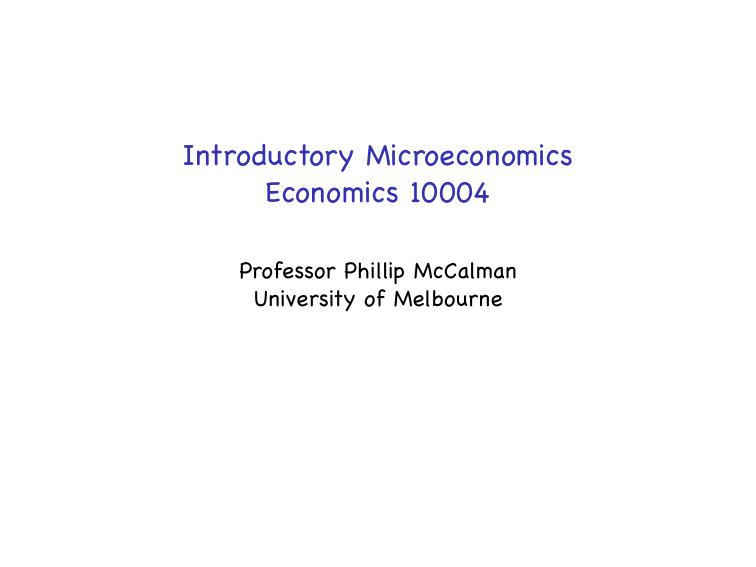 Introductory Microeconomics
Economics 10004
Professor Phillip McCalman
University of Melbourne